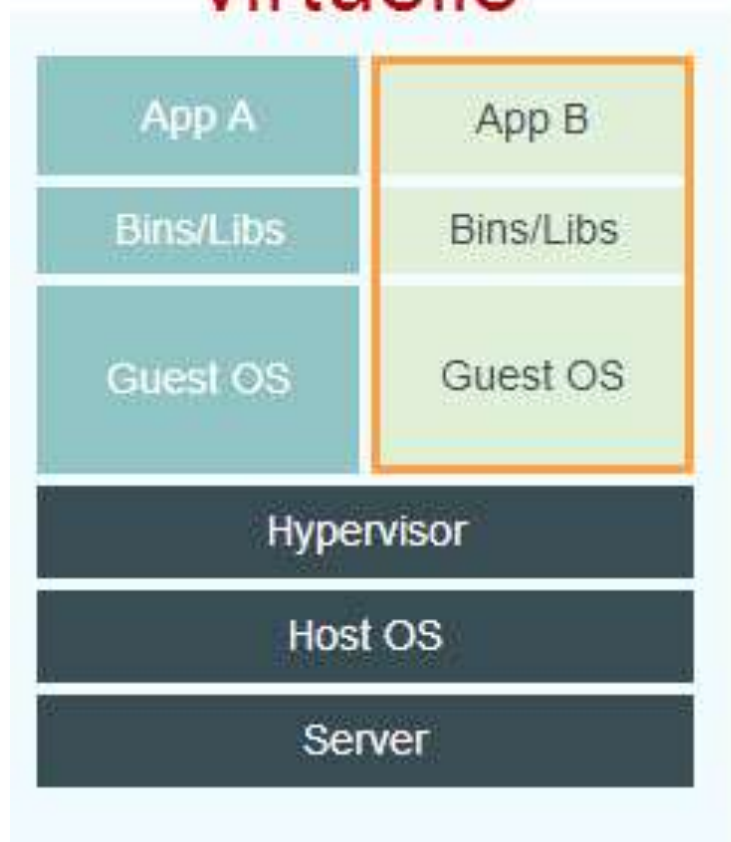 App A
App B
Bins/Libs
Bins/Libs
Guest OS
Guest OS
Hypervisor
Host OS
Server